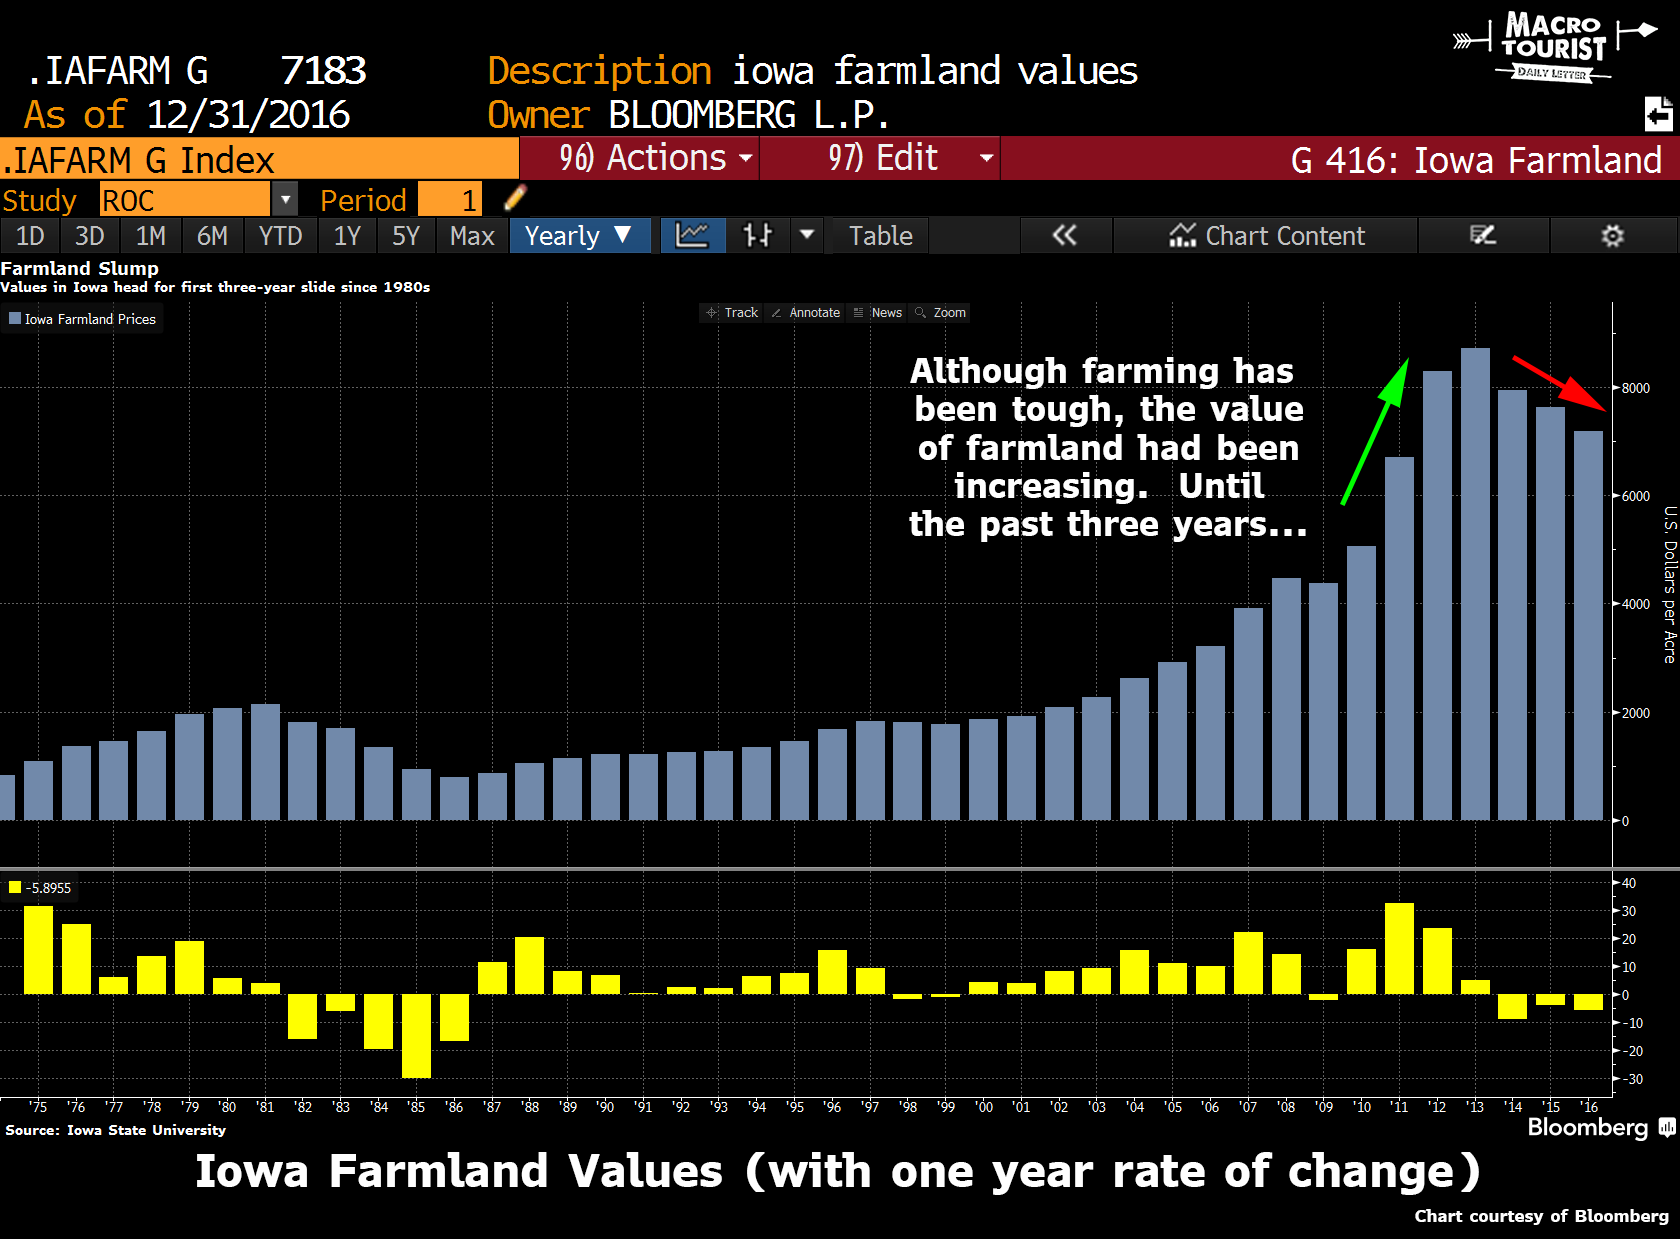 MACRO
TOURIST
DAILY LETTER
.IAFARM G 7183 Description iowa farmland values
As of 12/31/2016 Owner BLOOMBERG L.P.
.IAFARM G Index 96) Actions 97) Edit G 416: Iowa Farmland
Study ROC Period 1
1D 3D 1M 6M YTD 1Y 5Y Max Yearly ▼ Table « Chart Content
Farmland Slump
Values in Iowa head for first three-year slide since 1980s
Iowa Farmland Prices
Track Annotate News Zoom
Although farming has
been tough, the value
of farmland had been
increasing. Until
the past three years...
8000
6000
4000
2000
0
U.S. Dollars per Acre
-5.8955
40
30
20
10
0
-10
-20
-30
'75 '76 '77 '78 '79 '80 '81 '82 '83 '84 '85 '86 '87 '88 '89 '90 '91 '92 '93 '94 '95 '96 '97 '98 '99 '00 '01 '02 '03 '04 '05 '06 '07 '08 '09 '10 '11 '12 '13 '14 '15 '16
Source: Iowa State University
Bloomberg
Iowa Farmland Values (with one year rate of change)
Chart courtesy of Bloomberg